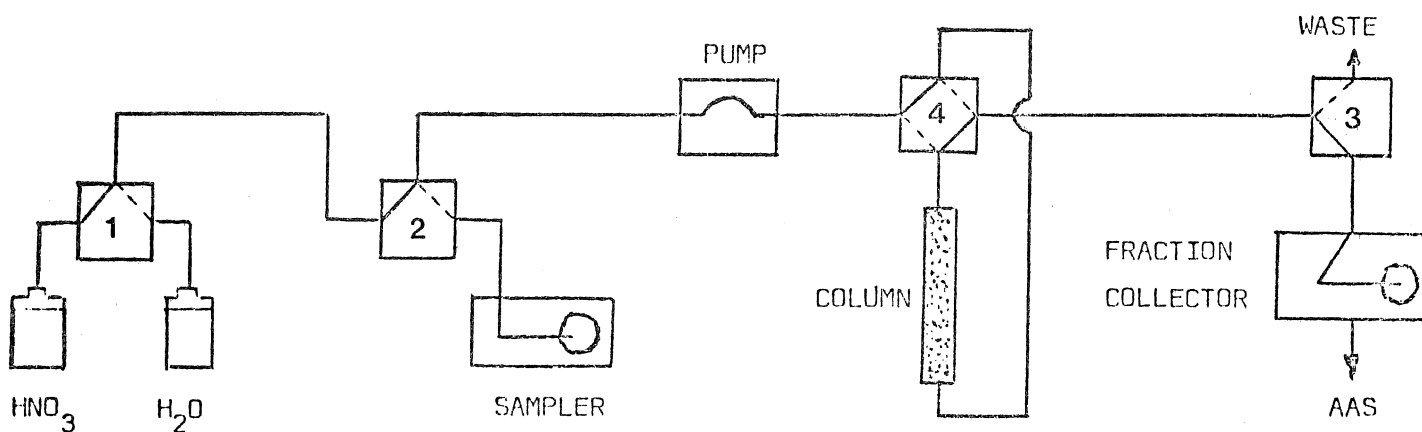 WASTE
PUMP
4
3
1
2
FRACTION
COLLECTOR
COLUMN
HNO₃
H₂O
SAMPLER
AAS